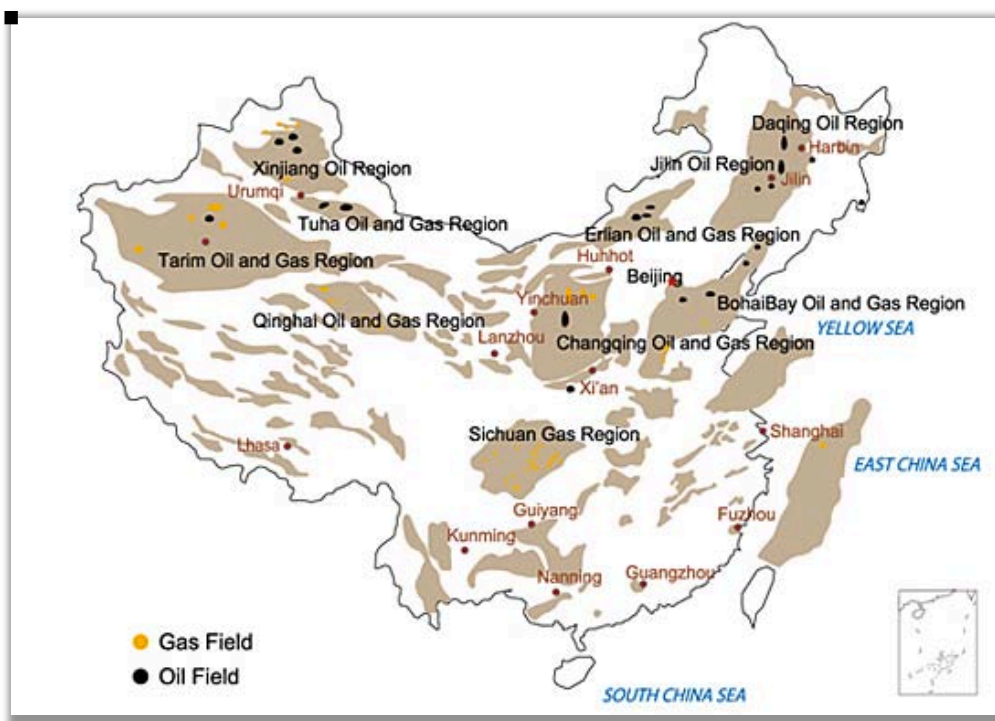 Daqing Oil Region
Harbin
Jilin Oil Region
Jilin
Xinjiang Oil Region
Urumqi
Tuha Oil and Gas Region
Erlian Oil and Gas Region
Tarim Oil and Gas Region
Huhhot
Beijing
Yinchuan
BohaiBay Oil and Gas Region
Qinghai Oil and Gas Region
YELLOW SEA
Lanzhou
Changqing Oil and Gas Region
Xi'an
Sichuan Gas Region
Shanghai
Lhasa
EAST CHINA SEA
Guiyang
Fuzhou
Kunming
Nanning
Guangzhou
Gas Field
Oil Field
SOUTH CHINA SEA